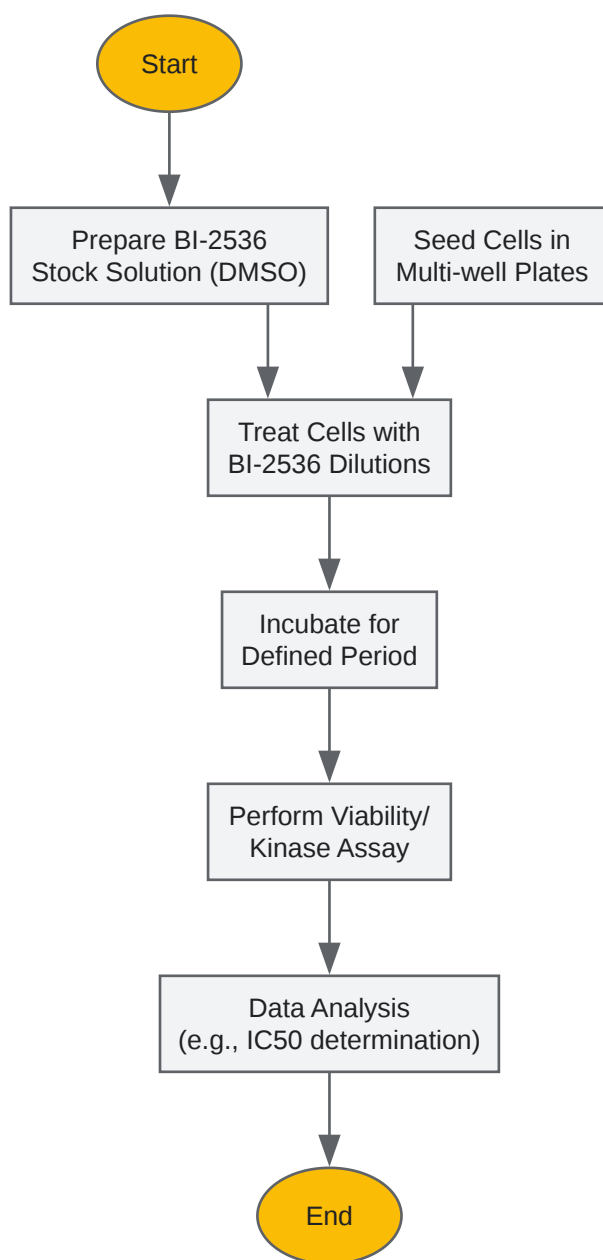 Start
Prepare BI-2536
Stock Solution (DMSO)
Seed Cells in
Multi-well Plates
Treat Cells with
BI-2536 Dilutions
Incubate for
Defined Period
Perform Viability/
Kinase Assay
Data Analysis
(e.g., IC50 determination)
End